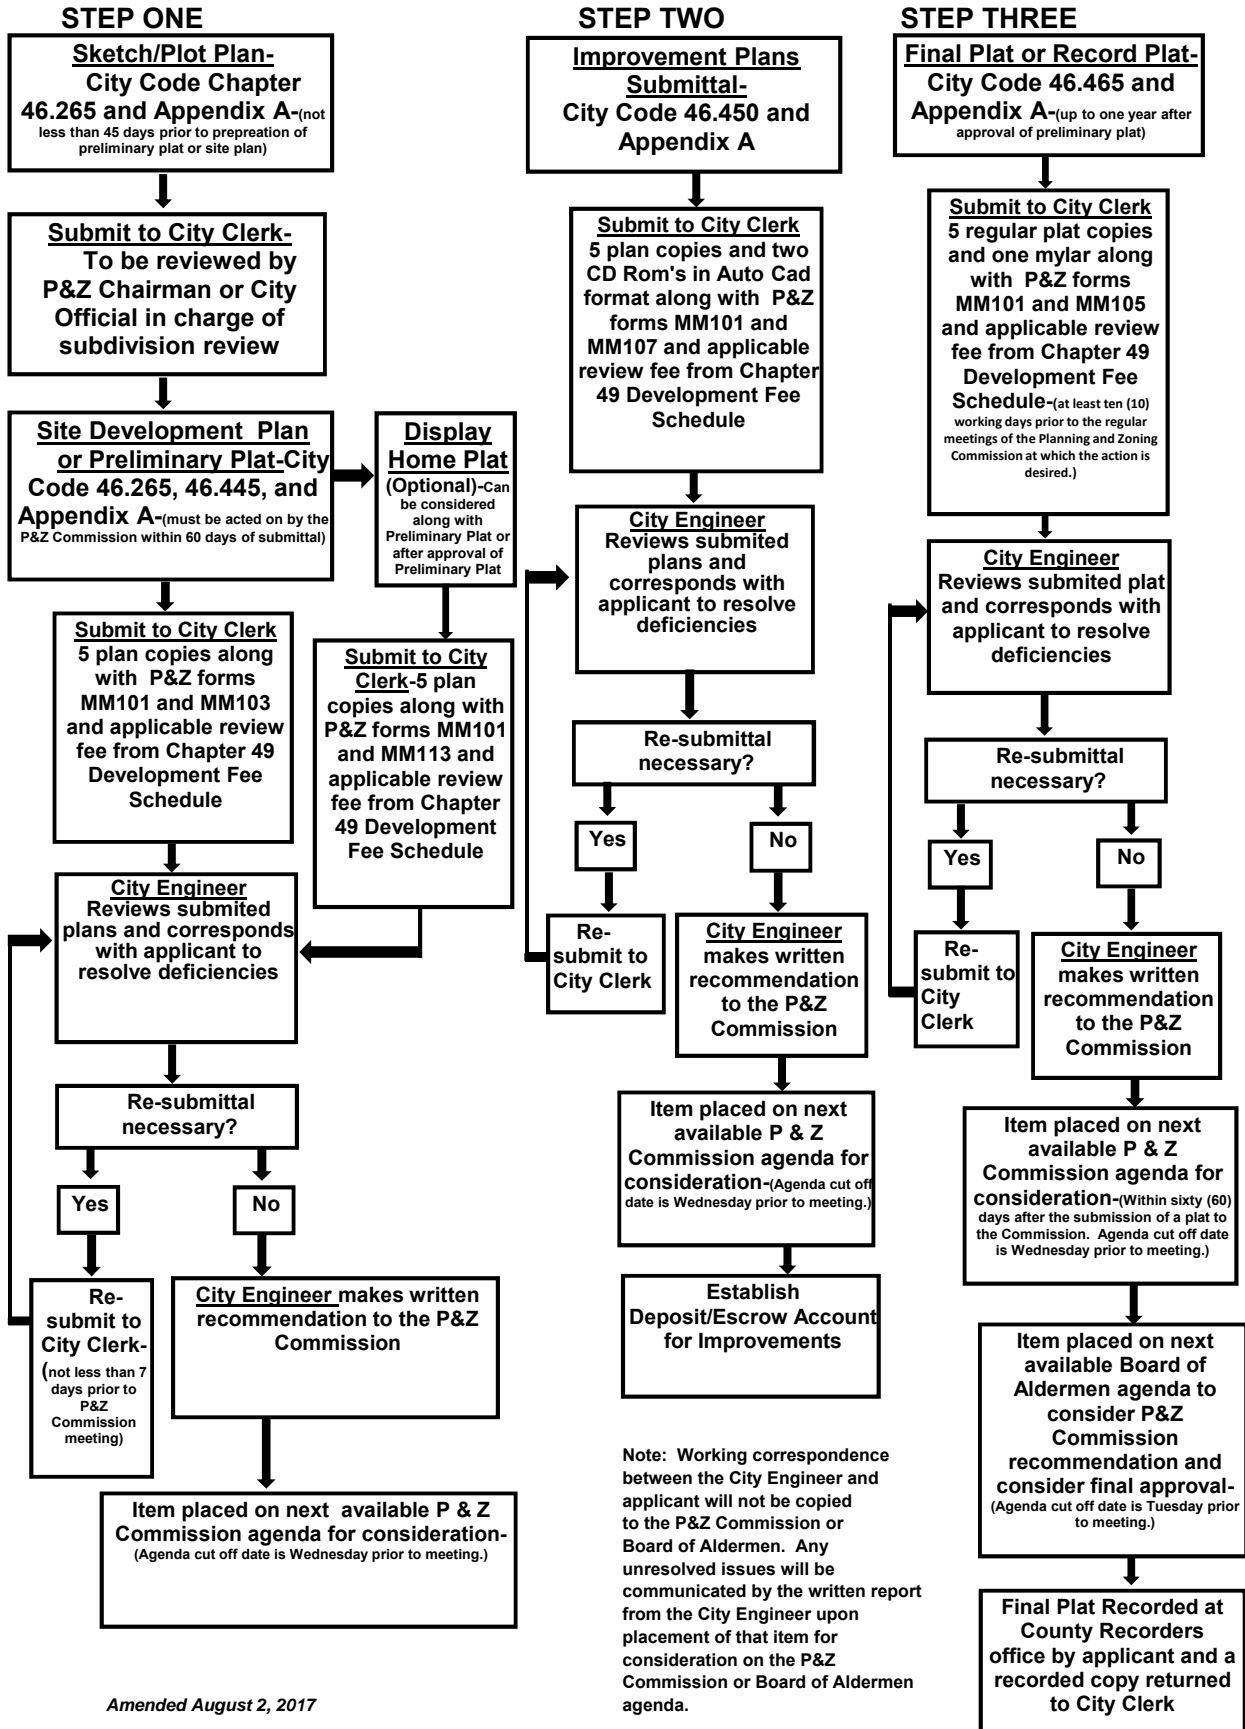 STEP ONE
Sketch/Plot Plan-
City Code Chapter
46.265 and Appendix A-(not
less than 45 days prior to prepreation of
preliminary plat or site plan)
Submit to City Clerk-
To be reviewed by
P&Z Chairman or City
Official in charge of
subdivision review
Site Development Plan
or Preliminary Plat-City
Code 46.265, 46.445, and
Appendix A-(must be acted on by the
P&Z Commission within 60 days of submittal)
Display
Home Plat
(Optional)-Can
be considered
along with
Preliminary Plat or
after approval of
Preliminary Plat
Submit to City Clerk
5 plan copies along
with P&Z forms
MM101 and MM103
and applicable review
fee from Chapter 49
Development Fee
Schedule
Submit to City
Clerk-5 plan
copies along with
P&Z forms MM101
and MM113 and
applicable review
fee from Chapter
49 Development
Fee Schedule
City Engineer
Reviews submited
plans and corresponds
with applicant to
resolve deficiencies
Re-submittal
necessary?
Yes
No
Re-
submit to
City Clerk-
(not less than 7
days prior to
P&Z
Commission
meeting)
City Engineer makes written
recommendation to the P&Z
Commission
Item placed on next available P & Z
Commission agenda for consideration-
(Agenda cut off date is Wednesday prior to meeting.)
Amended August 2, 2017
STEP TWO
Improvement Plans
Submittal-
City Code 46.450 and
Appendix A
Submit to City Clerk
5 plan copies and two
CD Rom's in Auto Cad
format along with P&Z
forms MM101 and
MM107 and applicable
review fee from Chapter
49 Development Fee
Schedule
City Engineer
Reviews submited
plans and
corresponds with
applicant to resolve
deficiencies
Re-submittal
necessary?
Yes
No
Re-
submit to
City Clerk
City Engineer
makes written
recommendation
to the P&Z
Commission
Item placed on next
available P & Z
Commission agenda for
consideration-(Agenda cut off
date is Wednesday prior to meeting.)
Establish
Deposit/Escrow Account
for Improvements
Note: Working correspondence
between the City Engineer and
applicant will not be copied
to the P&Z Commission or
Board of Aldermen. Any
unresolved issues will be
communicated by the written report
from the City Engineer upon
placement of that item for
consideration on the P&Z
Commission or Board of Aldermen
agenda.
STEP THREE
Final Plat or Record Plat-
City Code 46.465 and
Appendix A-(up to one year after
approval of preliminary plat)
Submit to City Clerk
5 regular plat copies
and one mylar along
with P&Z forms
MM101 and MM105
and applicable review
fee from Chapter 49
Development Fee
Schedule-(at least ten (10)
working days prior to the regular
meetings of the Planning and Zoning
Commission at which the action is
desired.)
City Engineer
Reviews submited plat
and corresponds with
applicant to resolve
deficiencies
Re-submittal
necessary?
Yes
No
Re-
submit to
City
Clerk
City Engineer
makes written
recommendation
to the P&Z
Commission
Item placed on next
available P & Z
Commission agenda for
consideration-(Within sixty (60)
days after the submission of a plat to
the Commission. Agenda cut off date
is Wednesday prior to meeting.)
Item placed on next
available Board of
Aldermen agenda to
consider P&Z
Commission
recommendation and
consider final approval-
(Agenda cut off date is Tuesday prior
to meeting.)
Final Plat Recorded at
County Recorders
office by applicant and a
recorded copy returned
to City Clerk